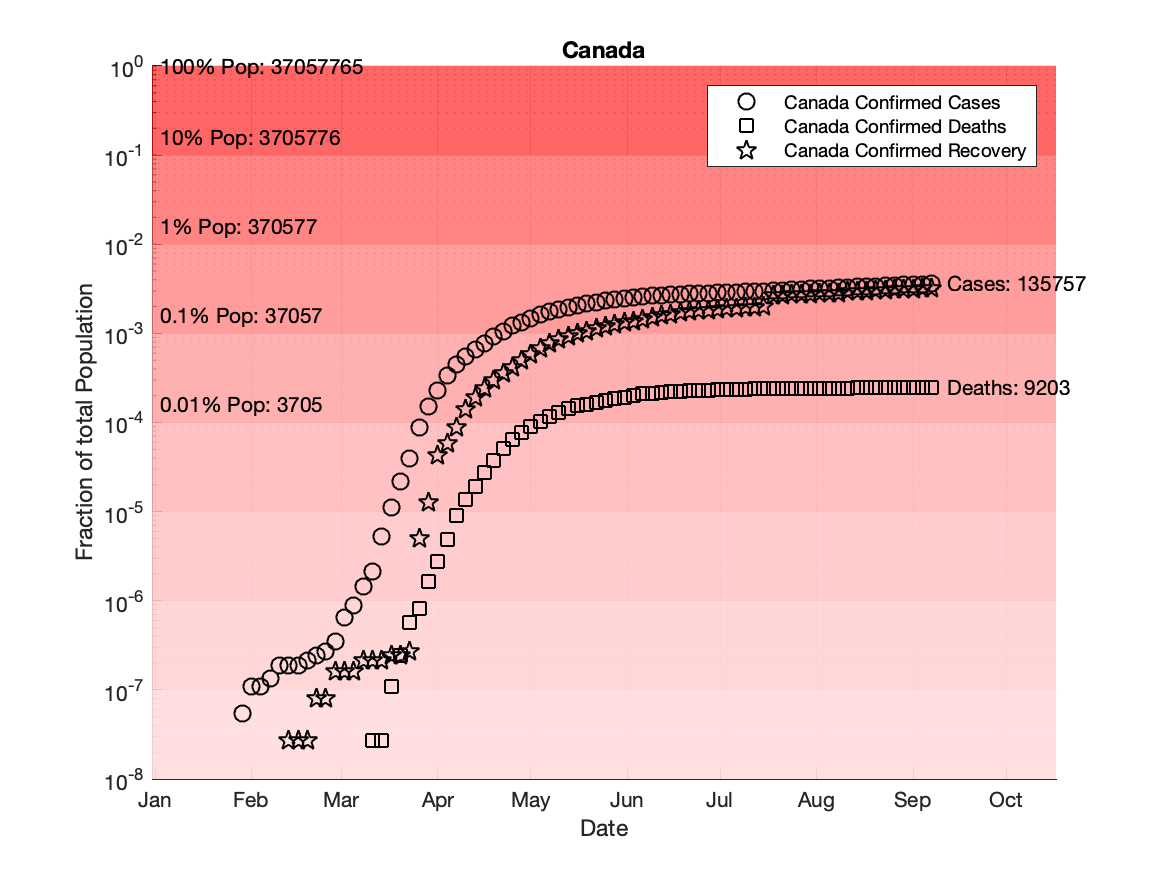 Canada
10^0
100% Pop: 37057765
Canada Confirmed Cases
Canada Confirmed Deaths
Canada Confirmed Recovery
10% Pop: 3705776
10^-1
1% Pop: 370577
10^-2
Cases: 135757
0.1% Pop: 37057
10^-3
Deaths: 9203
0.01% Pop: 3705
10^-4
10^-5
10^-6
10^-7
10^-8
Fraction of total Population
Jan Feb Mar Apr May Jun Jul Aug Sep Oct
Date